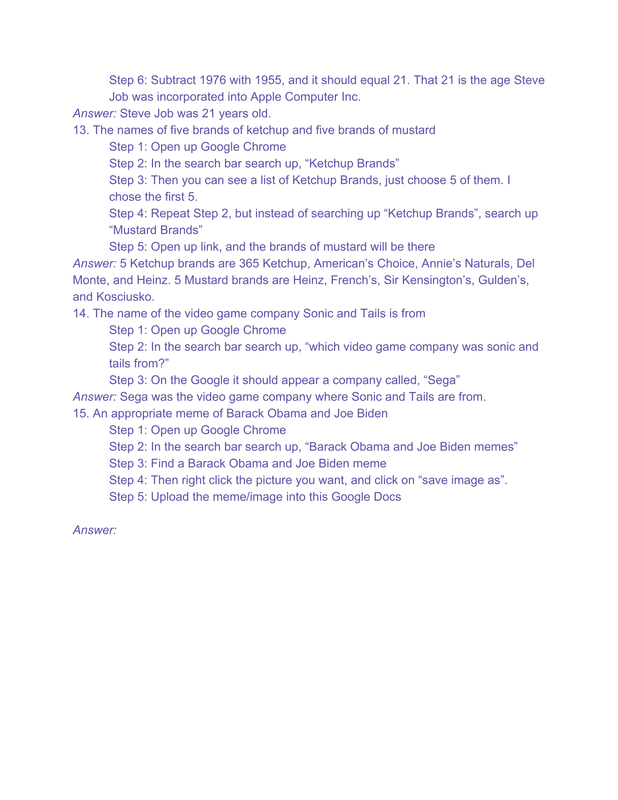 Step 6: Subtract 1976 with 1955, and it should equal 21. That 21 is the age Steve
Job was incorporated into Apple Computer Inc.
Answer: Steve Job was 21 years old.
13. The names of five brands of ketchup and five brands of mustard
Step 1: Open up Google Chrome
Step 2: In the search bar search up, “Ketchup Brands”
Step 3: Then you can see a list of Ketchup Brands, just choose 5 of them. I
chose the first 5.
Step 4: Repeat Step 2, but instead of searching up “Ketchup Brands”, search up
“Mustard Brands”
Step 5: Open up link, and the brands of mustard will be there
Answer: 5 Ketchup brands are 365 Ketchup, American’s Choice, Annie’s Naturals, Del
Monte, and Heinz. 5 Mustard brands are Heinz, French’s, Sir Kensington’s, Gulden’s,
and Kosciusko.
14. The name of the video game company Sonic and Tails is from
Step 1: Open up Google Chrome
Step 2: In the search bar search up, “which video game company was sonic and
tails from?”
Step 3: On the Google it should appear a company called, “Sega”
Answer: Sega was the video game company where Sonic and Tails are from.
15. An appropriate meme of Barack Obama and Joe Biden
Step 1: Open up Google Chrome
Step 2: In the search bar search up, “Barack Obama and Joe Biden memes”
Step 3: Find a Barack Obama and Joe Biden meme
Step 4: Then right click the picture you want, and click on “save image as”.
Step 5: Upload the meme/image into this Google Docs
Answer: